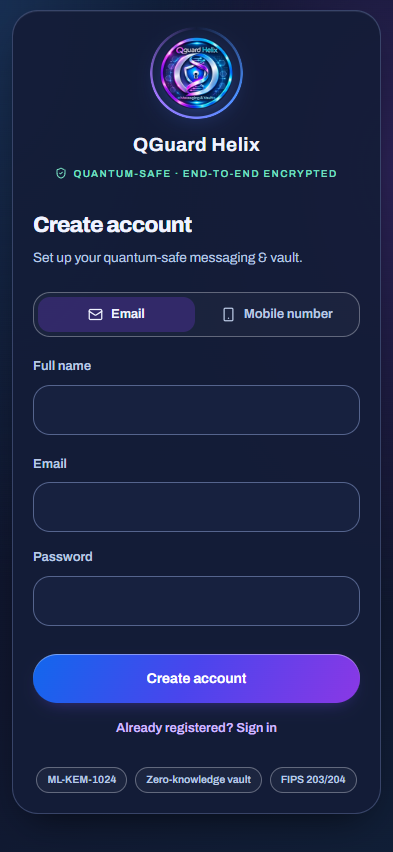 Qguard Helix
QGuard Helix
QUANTUM-SAFE · END-TO-END ENCRYPTED
Create account
Set up your quantum-safe messaging & vault.
Email
Mobile number
Full name
Email
Password
Create account
Already registered? Sign in
ML-KEM-1024
Zero-knowledge vault
FIPS 203/204